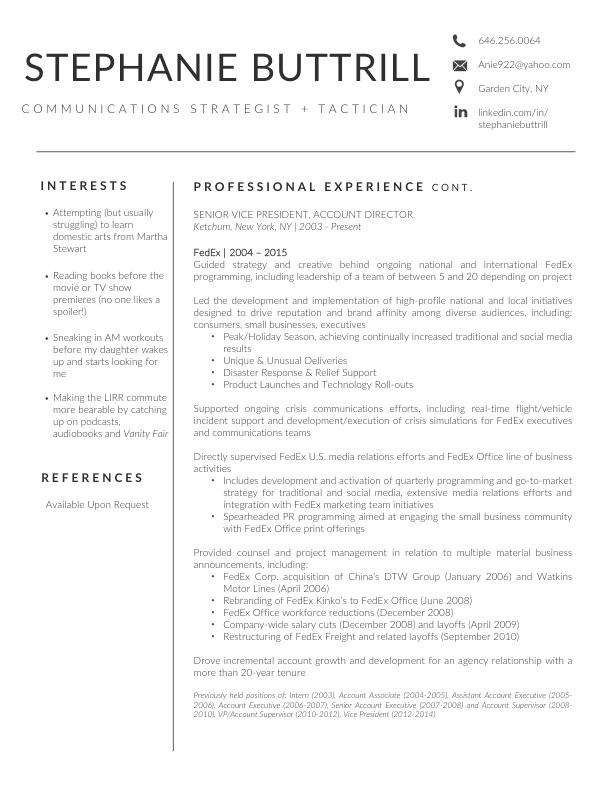 STEPHANIE BUTTRILL
COMMUNICATIONS STRATEGIST + TACTICIAN
646.256.0064
Anie922@yahoo.com
Garden City, NY
in
linkedin.com/in/
stephaniebuttrill
INTERESTS
• Attempting (but usually
struggling) to learn
domestic arts from Martha
Stewart
• Reading books before the
movie or TV show
premieres (no one likes a
spoiler!)
• Sneaking in AM workouts
before my daughter wakes
up and starts looking for
me
• Making the LIRR commute
more bearable by catching
up on podcasts,
audiobooks and Vanity Fair
REFERENCES
Available Upon Request
PROFESSIONAL EXPERIENCE CONT.
SENIOR VICE PRESIDENT, ACCOUNT DIRECTOR
Ketchum, New York, NY | 2003 - Present
FedEx | 2004 – 2015
Guided strategy and creative behind ongoing national and international FedEx
programming, including leadership of a team of between 5 and 20 depending on project
Led the development and implementation of high-profile national and local initiatives
designed to drive reputation and brand affinity among diverse audiences, including:
consumers, small businesses, executives
• Peak/Holiday Season, achieving continually increased traditional and social media
results
• Unique & Unusual Deliveries
• Disaster Response & Relief Support
• Product Launches and Technology Roll-outs
Supported ongoing crisis communications efforts, including real-time flight/vehicle
incident support and development/execution of crisis simulations for FedEx executives
and communications teams
Directly supervised FedEx U.S. media relations efforts and FedEx Office line of business
activities
• Includes development and activation of quarterly programming and go-to-market
strategy for traditional and social media, extensive media relations efforts and
integration with FedEx marketing team initiatives
• Spearheaded PR programming aimed at engaging the small business community
with FedEx Office print offerings
Provided counsel and project management in relation to multiple material business
announcements, including:
• FedEx Corp. acquisition of China's DTW Group (January 2006) and Watkins
Motor Lines (April 2006)
• Rebranding of FedEx Kinko's to FedEx Office (June 2008)
• FedEx Office workforce reductions (December 2008)
• Company-wide salary cuts (December 2008) and layoffs (April 2009)
• Restructuring of FedEx Freight and related layoffs (September 2010)
Drove incremental account growth and development for an agency relationship with a
more than 20-year tenure
Previously held positions of: Intern (2003), Account Associate (2004-2005), Assistant Account Executive (2005-
2006), Account Executive (2006-2007), Senior Account Executive (2007-2008) and Account Supervisor (2008-
2010), VP/Account Supervisor (2010-2012), Vice President (2012-2014)